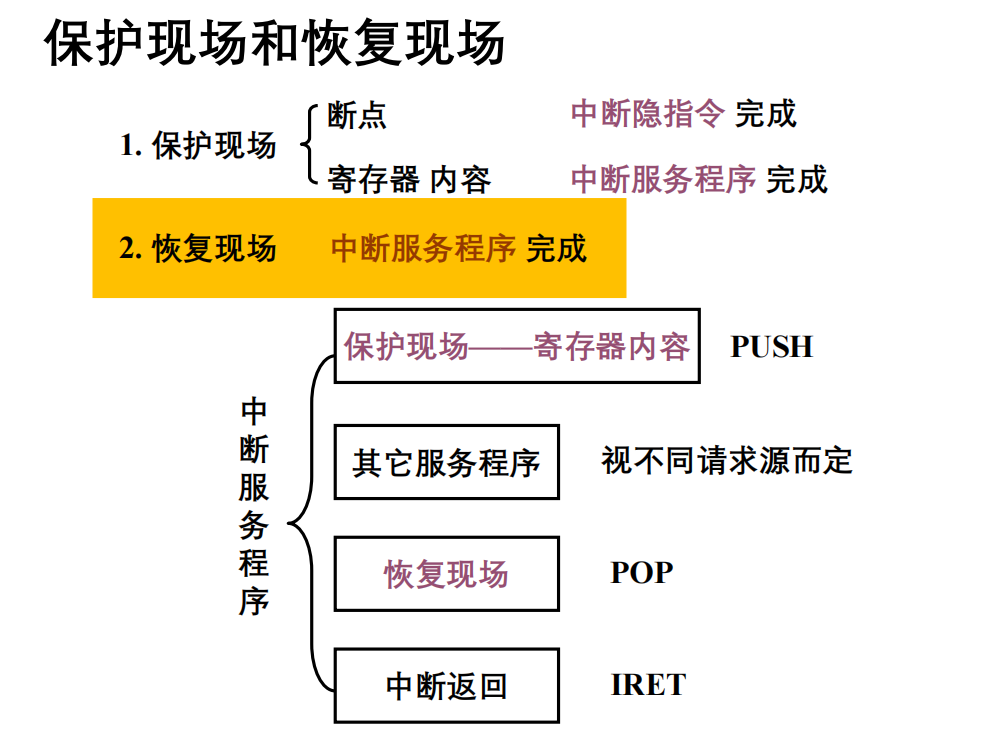 保护现场和恢复现场
1. 保护现场
断点 中断隐指令 完成
寄存器 内容 中断服务程序 完成
2. 恢复现场 中断服务程序 完成
中断服务程序
保护现场——寄存器内容 PUSH
其它服务程序 视不同请求源而定
恢复现场 POP
中断返回 IRET